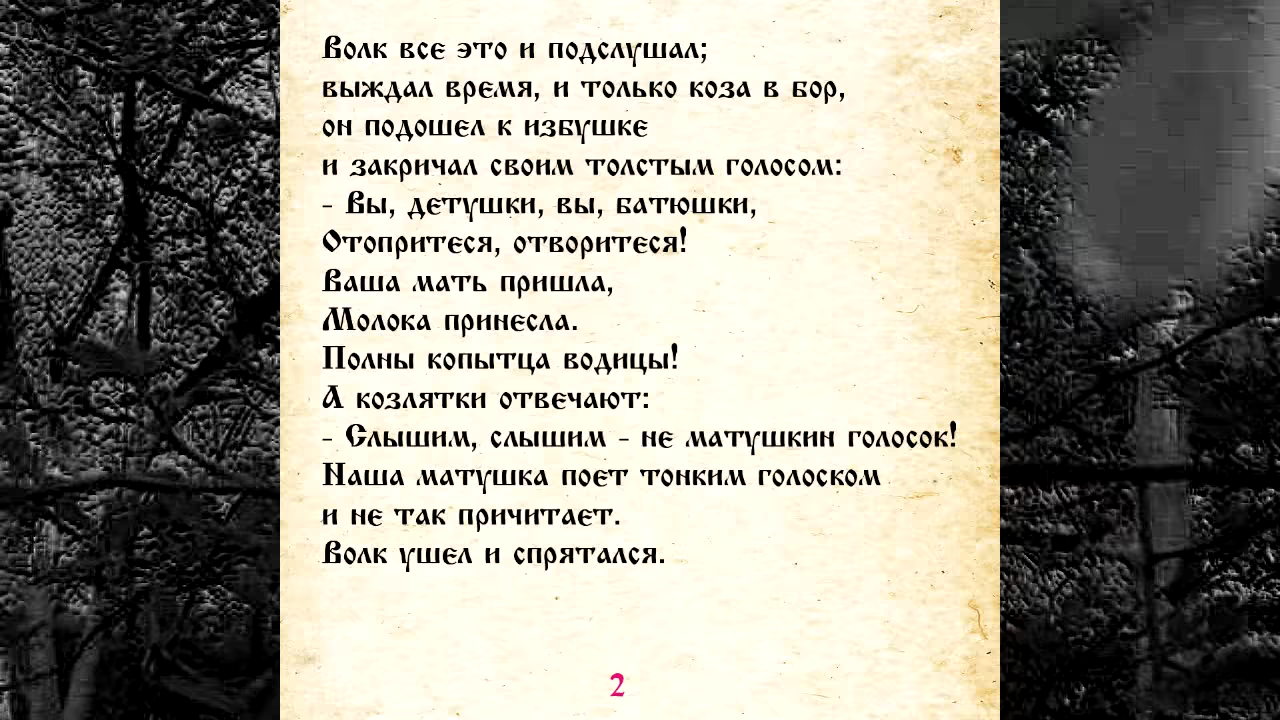 Волк все это и подслушал;
выждал время, и только коза в бор,
он подошел к избушке
и закричал своим толстым голосом:
- Вы, детушки, вы, батюшки,
Отопритеся, отворитеся!
Ваша мать пришла,
Молока принесла.
Полны копытца водицы!
А козлятки отвечают:
- Слышим, слышим - не матушкин голосок!
Наша матушка поет тонким голоском
и не так причитает.
Волк ушел и спрятался.
2